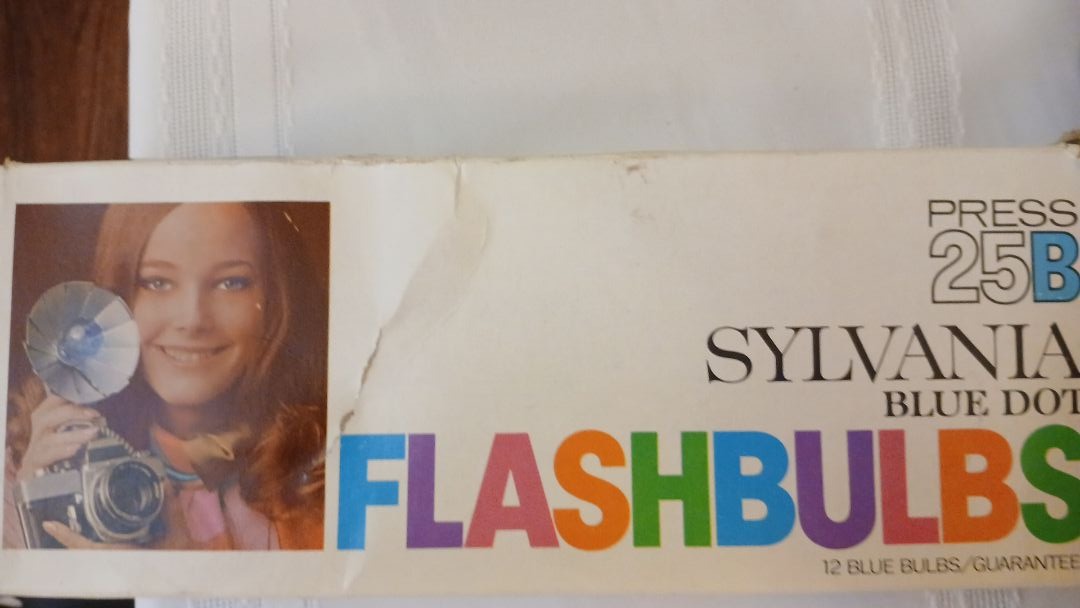 PRESS
25B
SYLVANIA
BLUE DOT
FLASHBULBS
12 BLUE BULBS/GUARANTEE